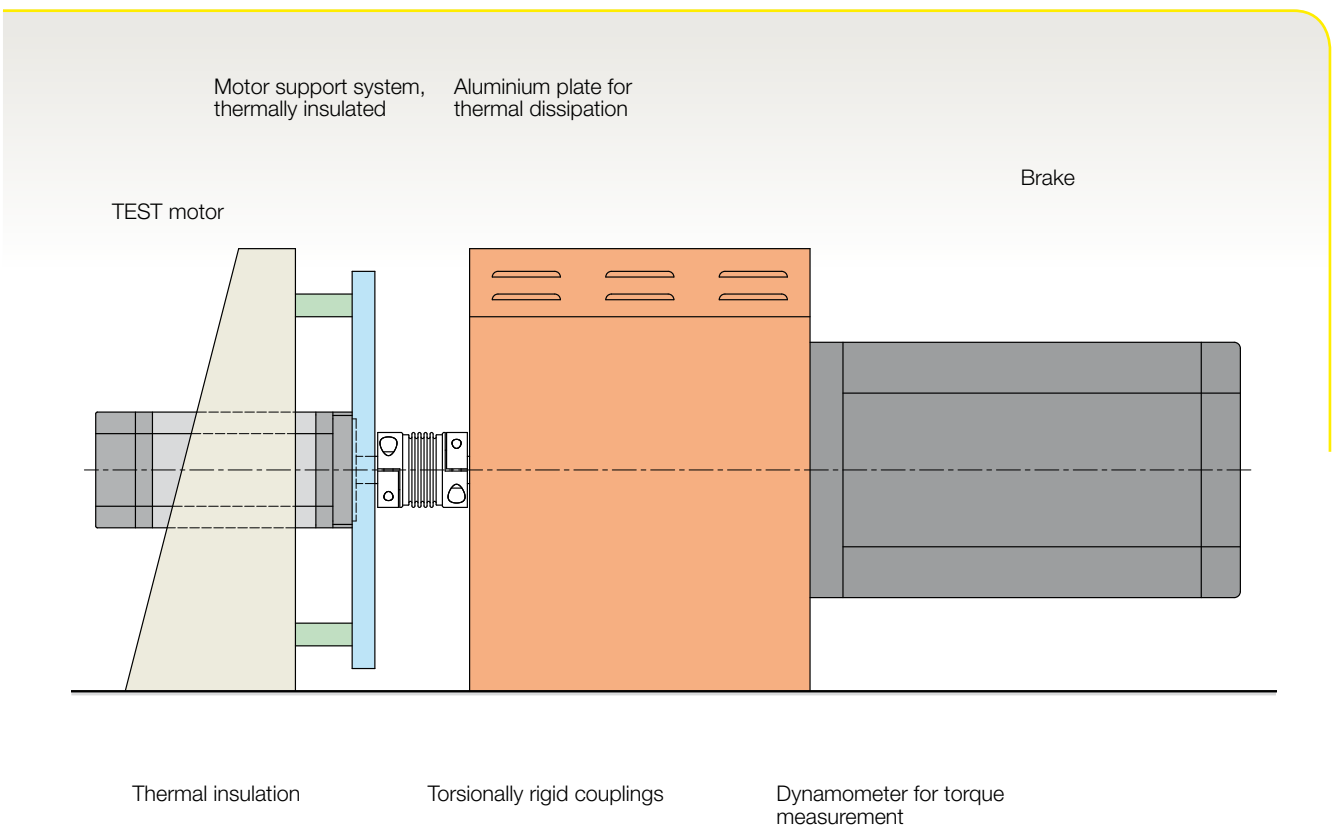 Motor support system,
thermally insulated
Aluminium plate for
thermal dissipation
Brake
TEST motor
Thermal insulation
Torsionally rigid couplings
Dynamometer for torque
measurement